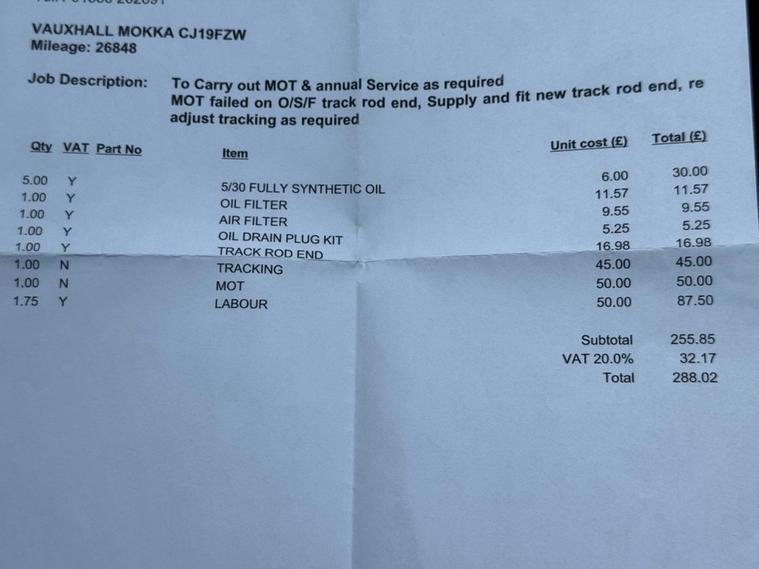 VAUXHALL MOKKA CJ19FZW
Mileage: 26848
Job Description: To Carry out MOT & annual Service as required
MOT failed on O/S/F track rod end, Supply and fit new track rod end, re
adjust tracking as required
Qty VAT Part No Item Unit cost (£) Total (£)
5.00 Y 5/30 FULLY SYNTHETIC OIL 6.00 30.00
1.00 Y OIL FILTER 11.57 11.57
1.00 Y AIR FILTER 9.55 9.55
1.00 Y OIL DRAIN PLUG KIT 5.25 5.25
1.00 Y TRACK ROD END 16.98 16.98
1.00 N TRACKING 45.00 45.00
1.00 N MOT 50.00 50.00
1.75 Y LABOUR 50.00 87.50
Subtotal 255.85
VAT 20.0% 32.17
Total 288.02